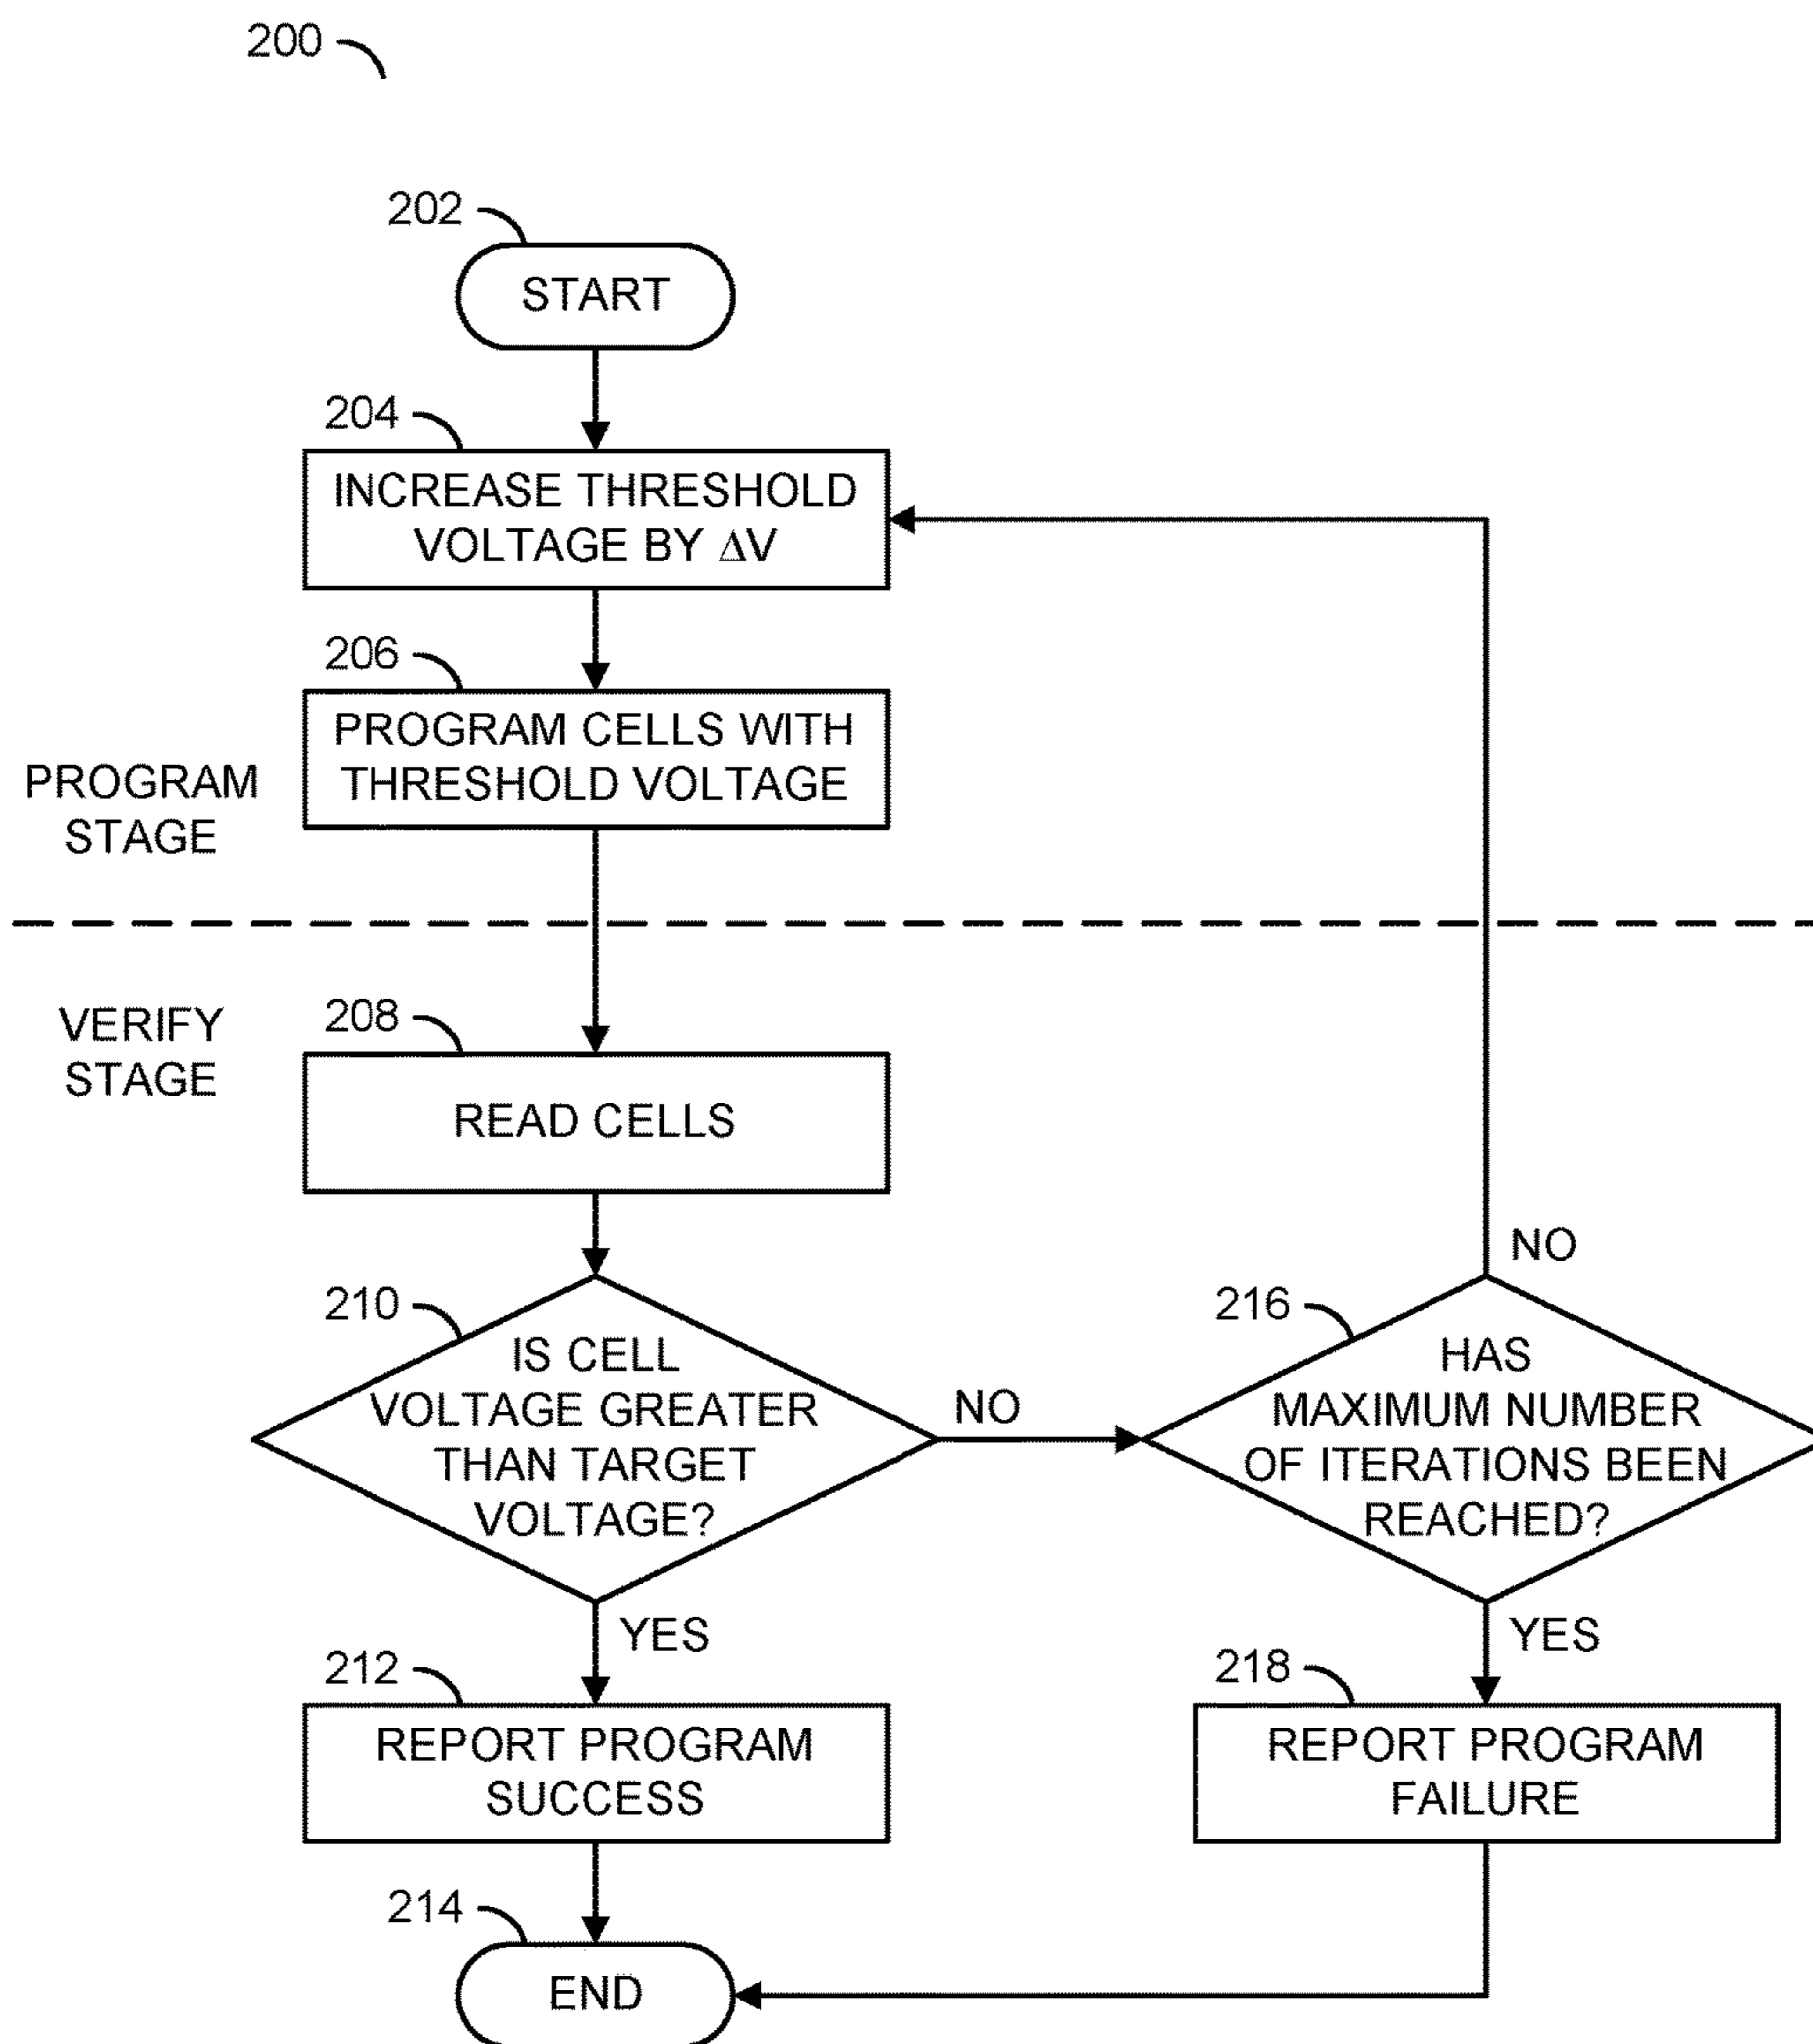 200
202
START
204
INCREASE THRESHOLD
VOLTAGE BY ΔV
206
PROGRAM CELLS WITH
THRESHOLD VOLTAGE
PROGRAM
STAGE
VERIFY
STAGE
208
READ CELLS
210
IS CELL
VOLTAGE GREATER
THAN TARGET
VOLTAGE?
NO
216
HAS
MAXIMUM NUMBER
OF ITERATIONS BEEN
REACHED?
NO
YES
YES
212
REPORT PROGRAM
SUCCESS
218
REPORT PROGRAM
FAILURE
214
END